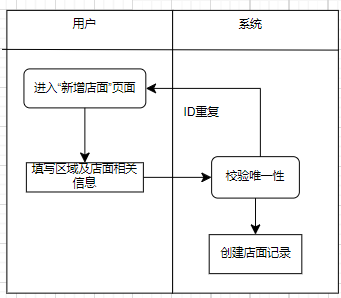 用户
系统
进入“新增店面”页面
ID重复
填写区域及店面相关
信息
校验唯一性
创建店面记录